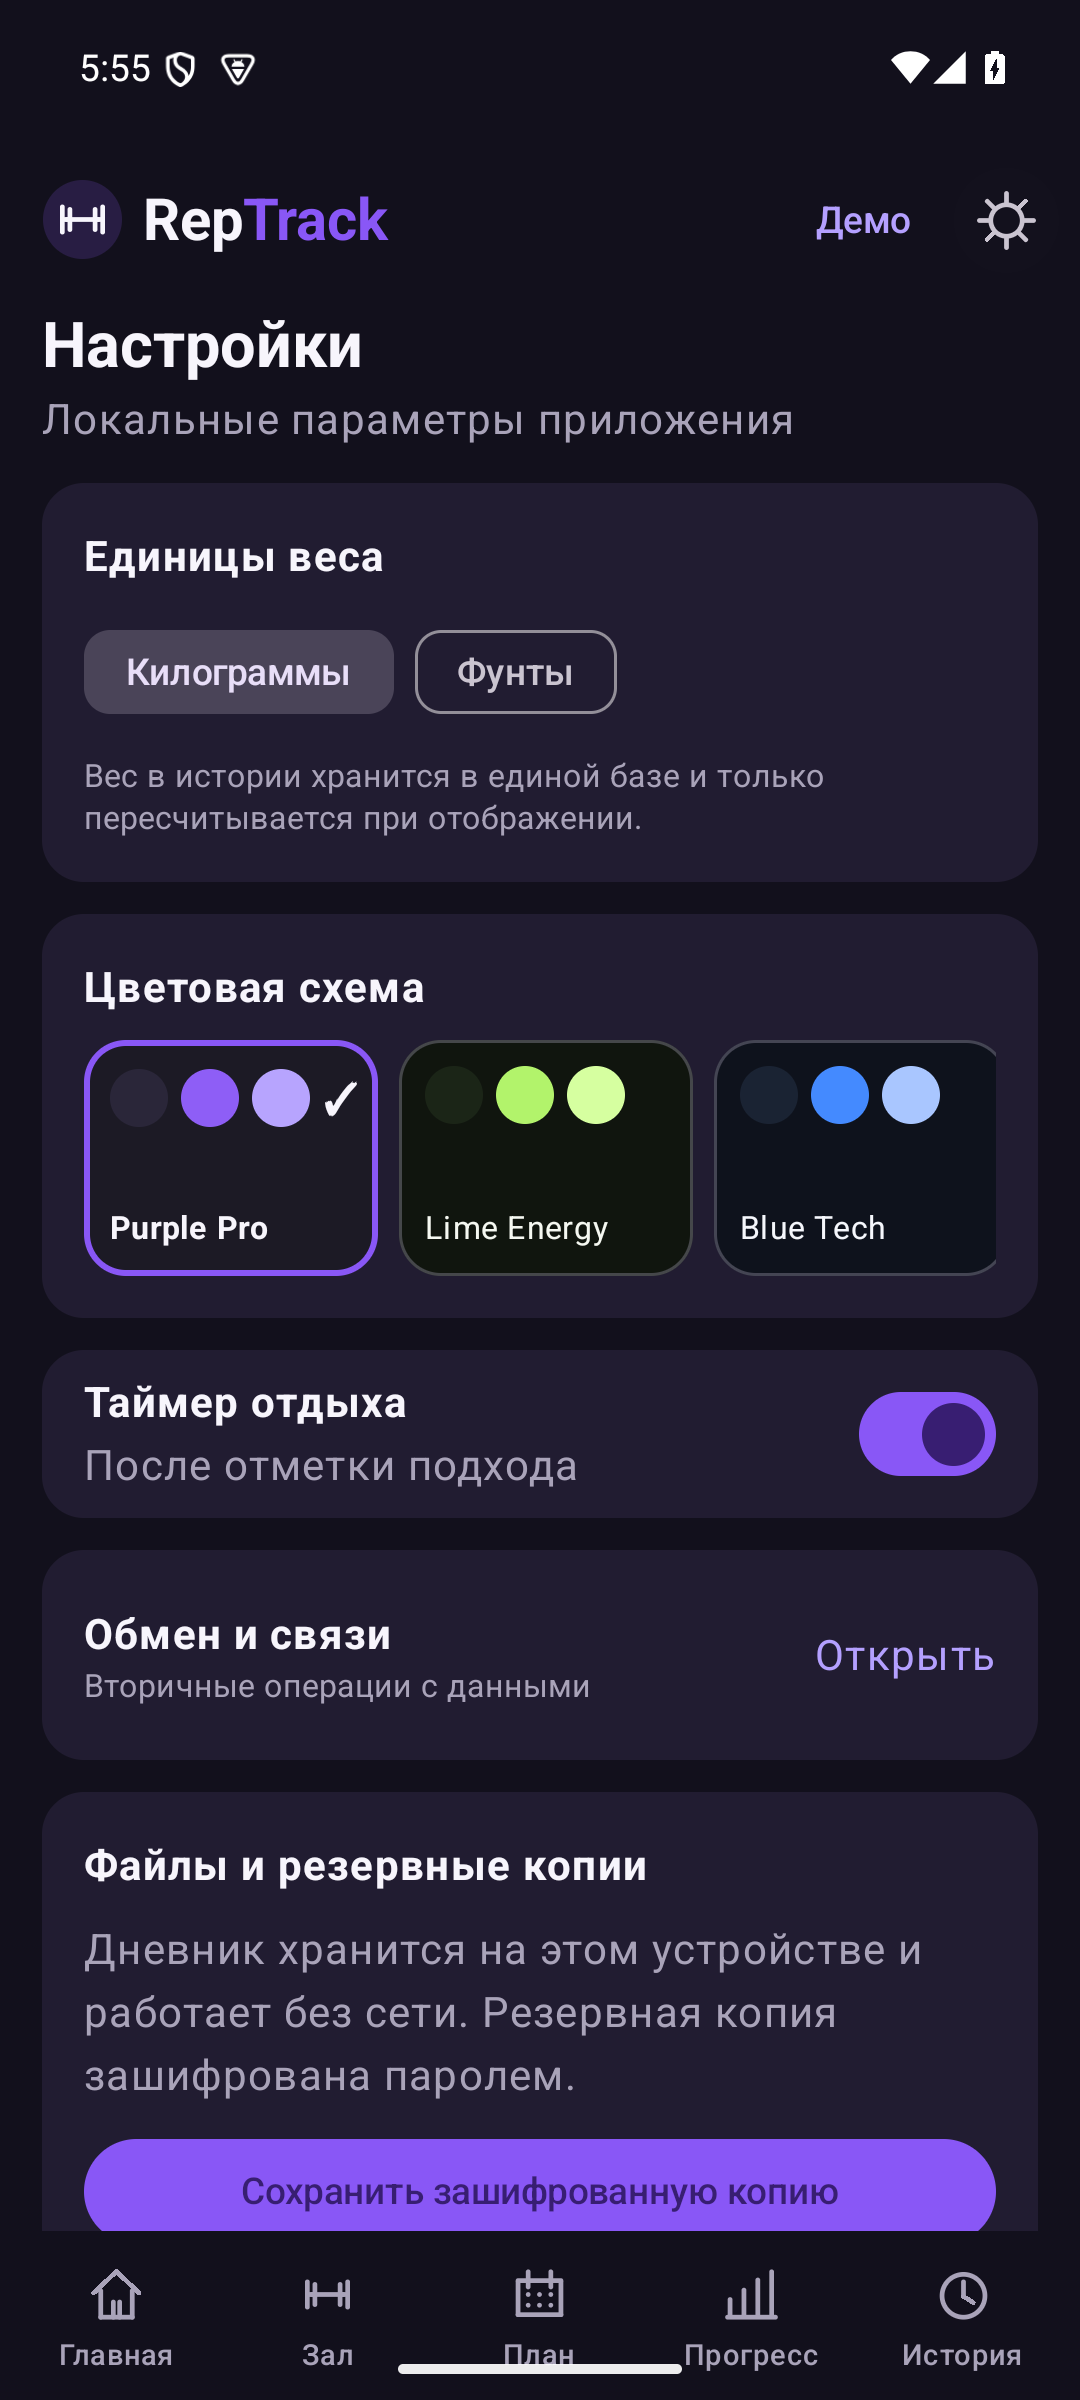 5:55
RepTrack
Демо
Настройки
Локальные параметры приложения
Единицы веса
Килограммы
Фунты
Вес в истории хранится в единой базе и только
пересчитывается при отображении.
Цветовая схема
Purple Pro
Lime Energy
Blue Tech
Таймер отдыха
После отметки подхода
Обмен и связи
Вторичные операции с данными
Открыть
Файлы и резервные копии
Дневник хранится на этом устройстве и
работает без сети. Резервная копия
зашифрована паролем.
Сохранить зашифрованную копию
Главная
Зал
План
Прогресс
История